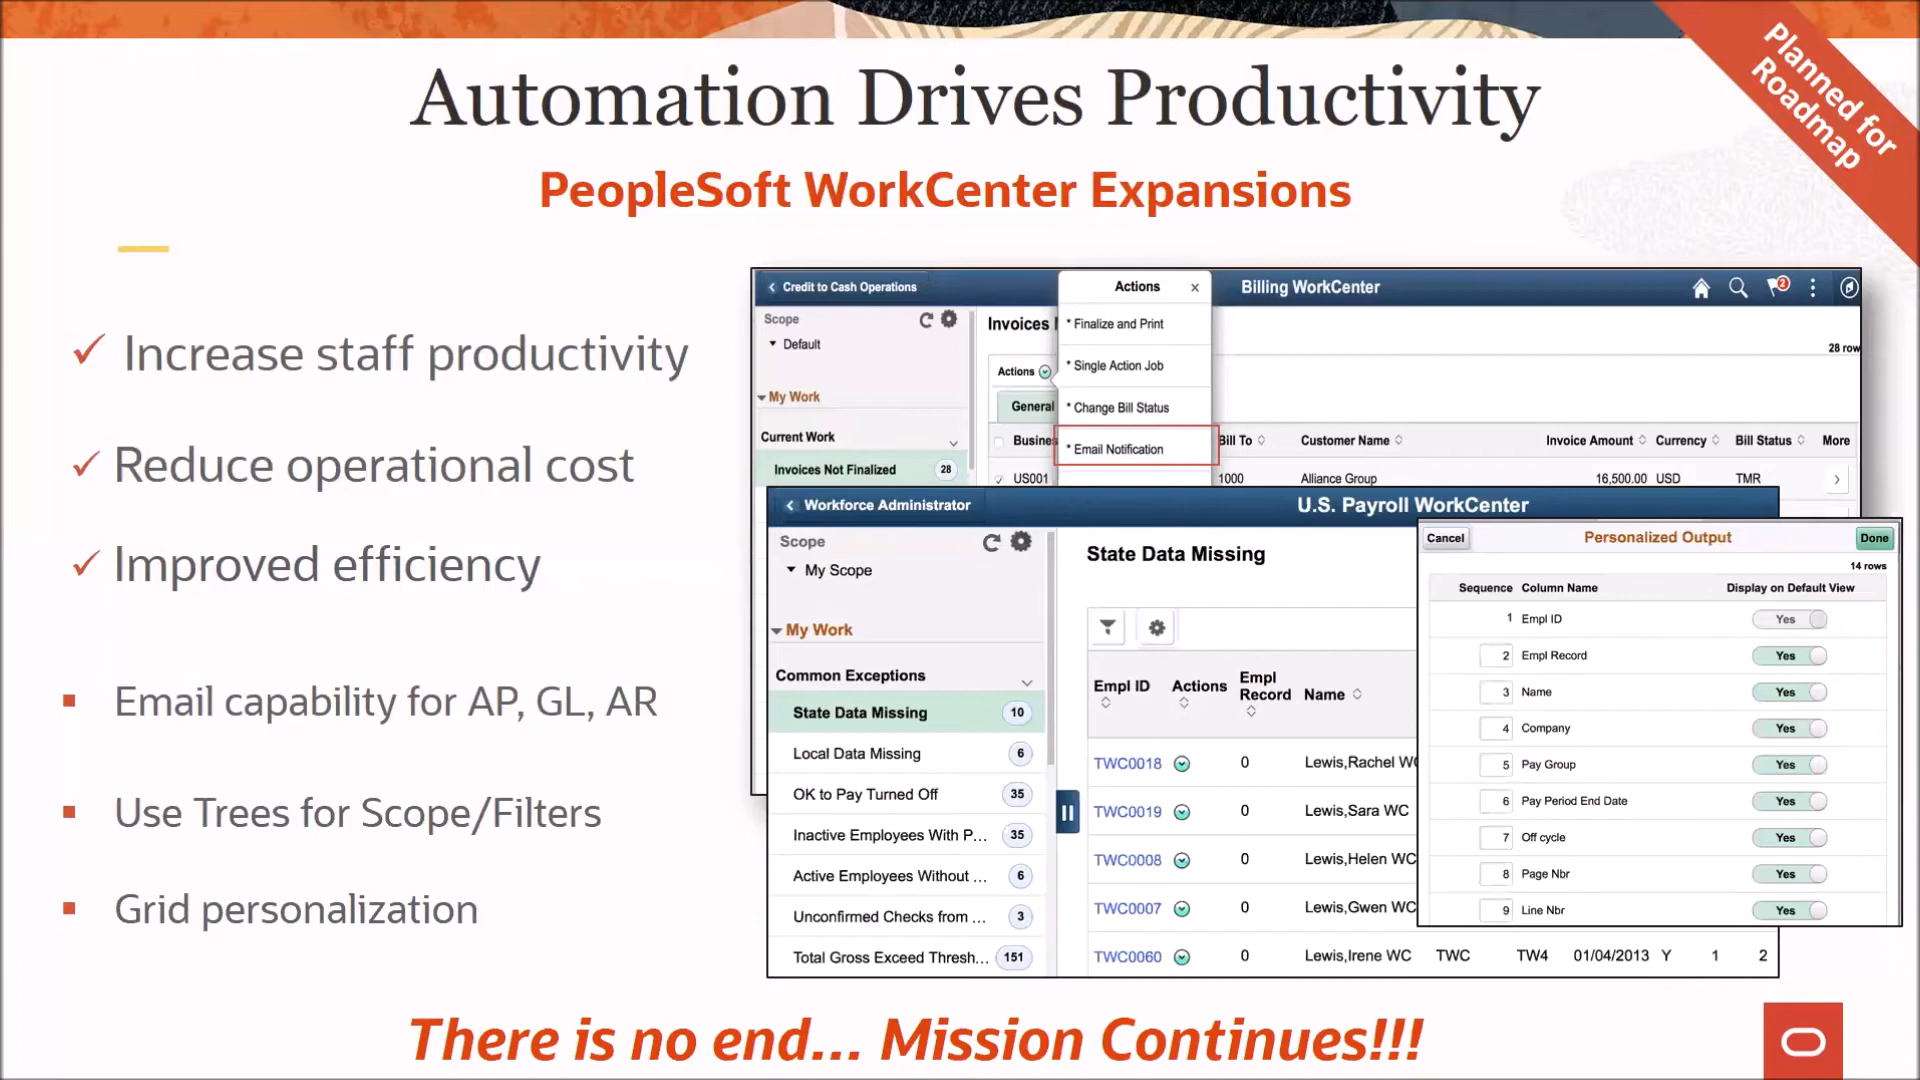 Automation Drives Productivity
Planned for
Roadmap
PeopleSoft WorkCenter Expansions
Increase staff productivity
Reduce operational cost
Improved efficiency
Email capability for AP, GL, AR
Use Trees for Scope/Filters
Grid personalization
Credit to Cash Operations
Billing WorkCenter
2
Scope
Default
My Work
Current Work
Invoices Not Finalized 28
Invoices
28 row
Actions
General
Actions ×
* Finalize and Print
* Single Action Job
* Change Bill Status
* Email Notification
Busine Bill To Customer Name Invoice Amount Currency Bill Status More
US001 1000 Alliance Group 16,500.00 USD TMR
Workforce Administrator
U.S. Payroll WorkCenter
Scope
My Scope
My Work
Common Exceptions
State Data Missing 10
Local Data Missing 6
OK to Pay Turned Off 35
Inactive Employees With P... 35
Active Employees Without ... 6
Unconfirmed Checks from ... 3
Total Gross Exceed Thresh... 151
State Data Missing
Empl ID Actions Empl Record Name
TWC0018 0 Lewis,Rachel WC
TWC0019 0 Lewis,Sara WC
TWC0008 0 Lewis,Helen WC
TWC0007 0 Lewis,Gwen WC
TWC0060 0 Lewis,Irene WC TWC TW4 01/04/2013 Y 1 2
Cancel Personalized Output Done
14 rows
Sequence Column Name Display on Default View
1 Empl ID Yes
2 Empl Record Yes
3 Name Yes
4 Company Yes
5 Pay Group Yes
6 Pay Period End Date Yes
7 Off cycle Yes
8 Page Nbr Yes
9 Line Nbr Yes
There is no end... Mission Continues!!!